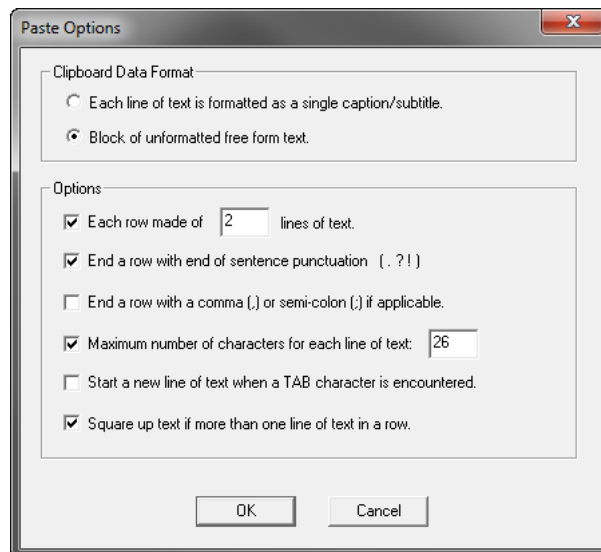 Paste Options
Clipboard Data Format
Each line of text is formatted as a single caption/subtitle.
Block of unformatted free form text.
Options
Each row made of 2 lines of text.
End a row with end of sentence punctuation ( . ? ! )
End a row with a comma (,) or semi-colon (;) if applicable.
Maximum number of characters for each line of text: 26
Start a new line of text when a TAB character is encountered.
Square up text if more than one line of text in a row.
OK Cancel